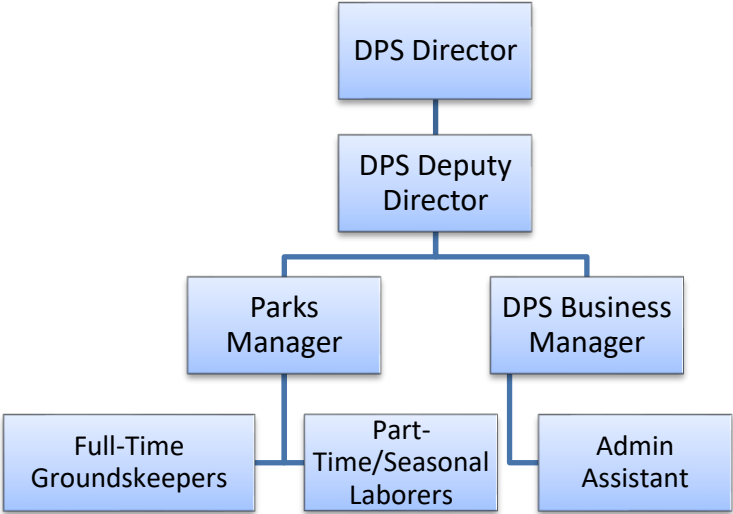 DPS Director
DPS Deputy
Director
Parks
Manager
DPS Business
Manager
Full-Time
Groundskeepers
Part-
Time/Seasonal
Laborers
Admin
Assistant